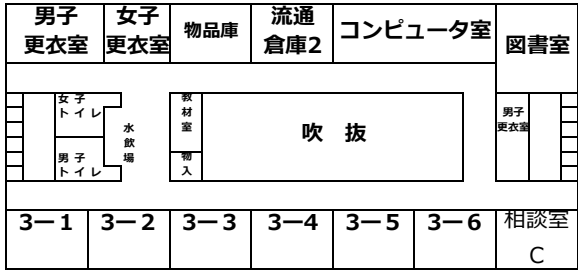 男子
更衣室
女子
更衣室
物品庫
流通
倉庫2
コンピュータ室
図書室
女子
トイレ
男子
トイレ
水飲場
教材室
物入
吹 抜
男子
更衣室
3－1
3－2
3－3
3－4
3－5
3－6
相談室
C